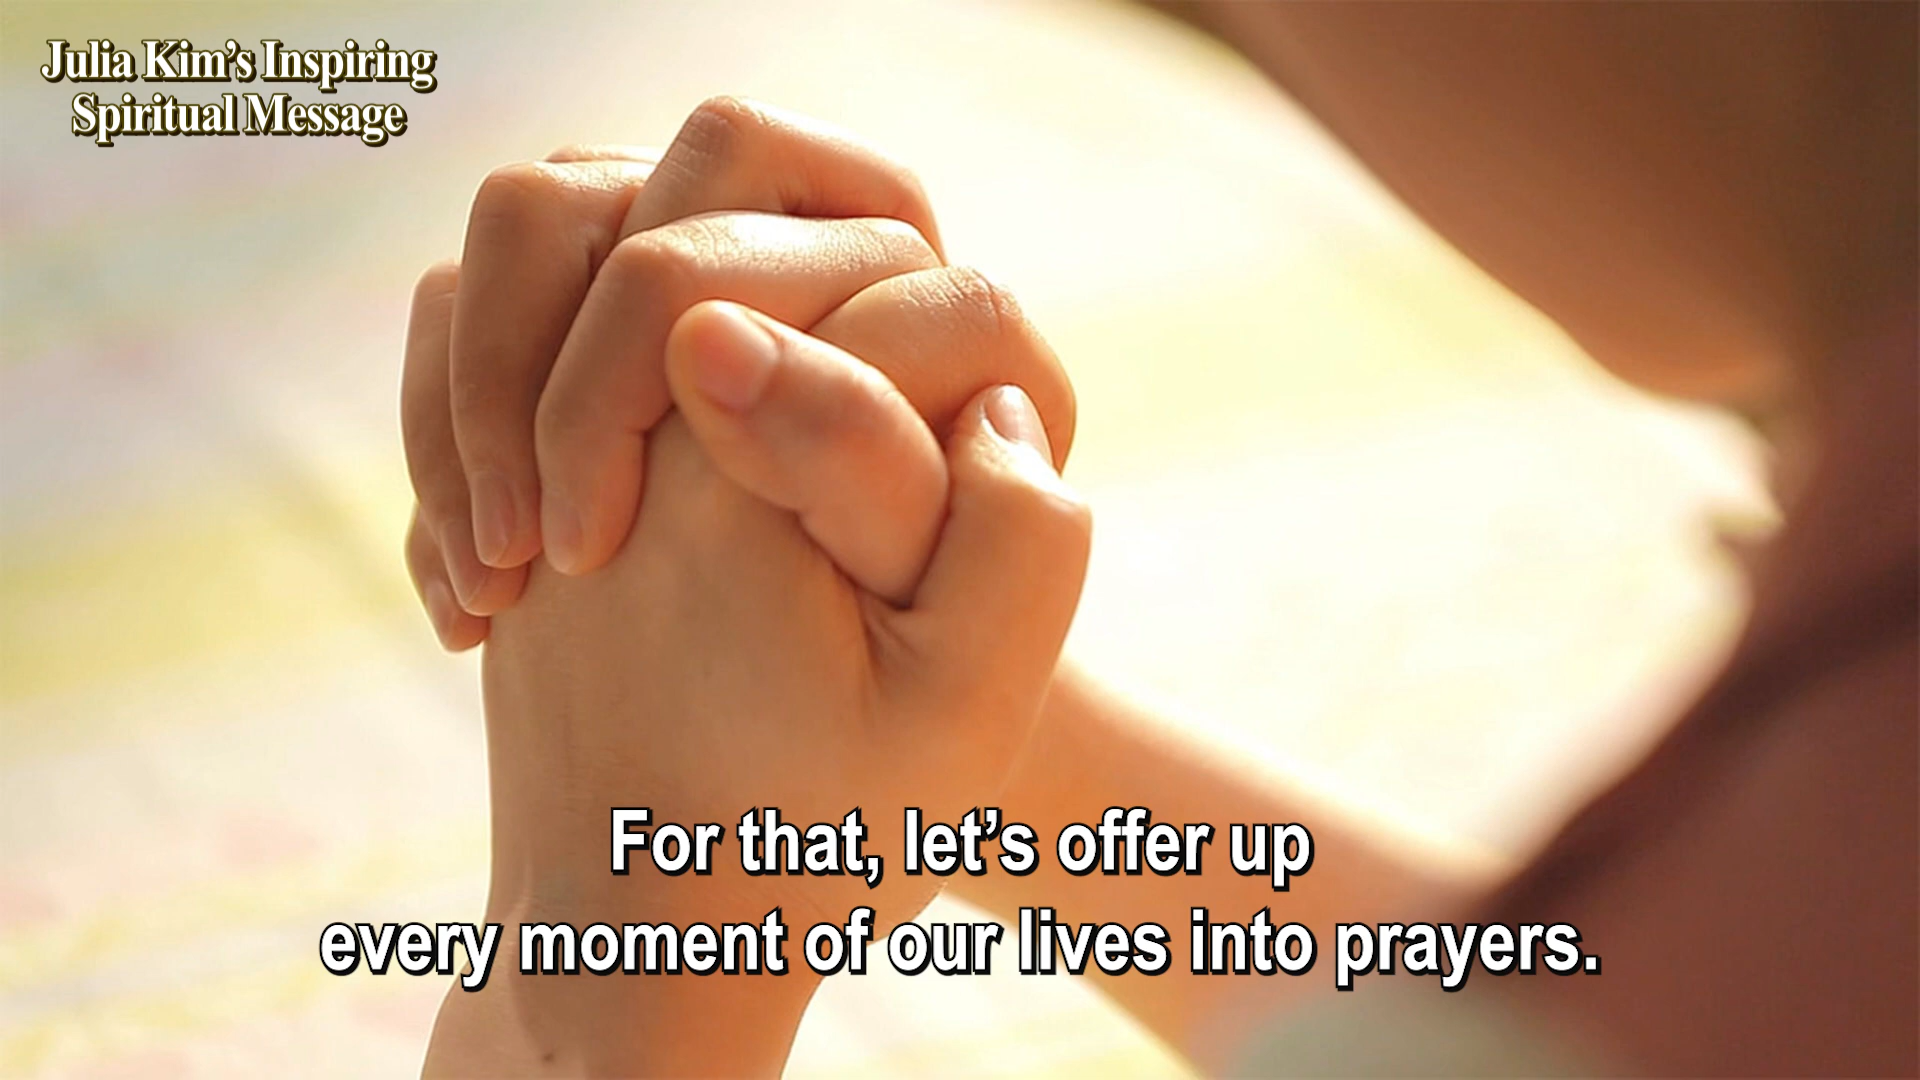 Julia Kim’s Inspiring
Spiritual Message
For that, let’s offer up
every moment of our lives into prayers.